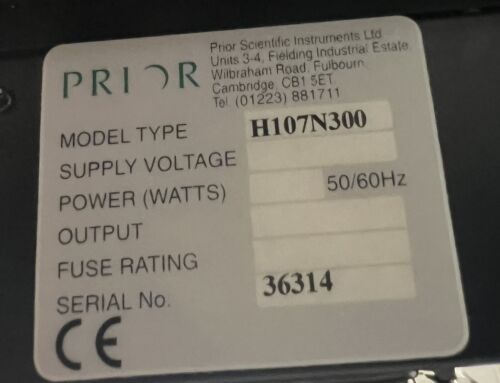 PRIOR
Prior Scientific Instruments Ltd
Units 3-4, Fielding Industrial Estate
Wilbraham Road, Fulbourn
Cambridge, CB1 5ET
Tel. (01223) 881711
MODEL TYPE H107N300
SUPPLY VOLTAGE
POWER (WATTS) 50/60Hz
OUTPUT
FUSE RATING
SERIAL No. 36314
CE